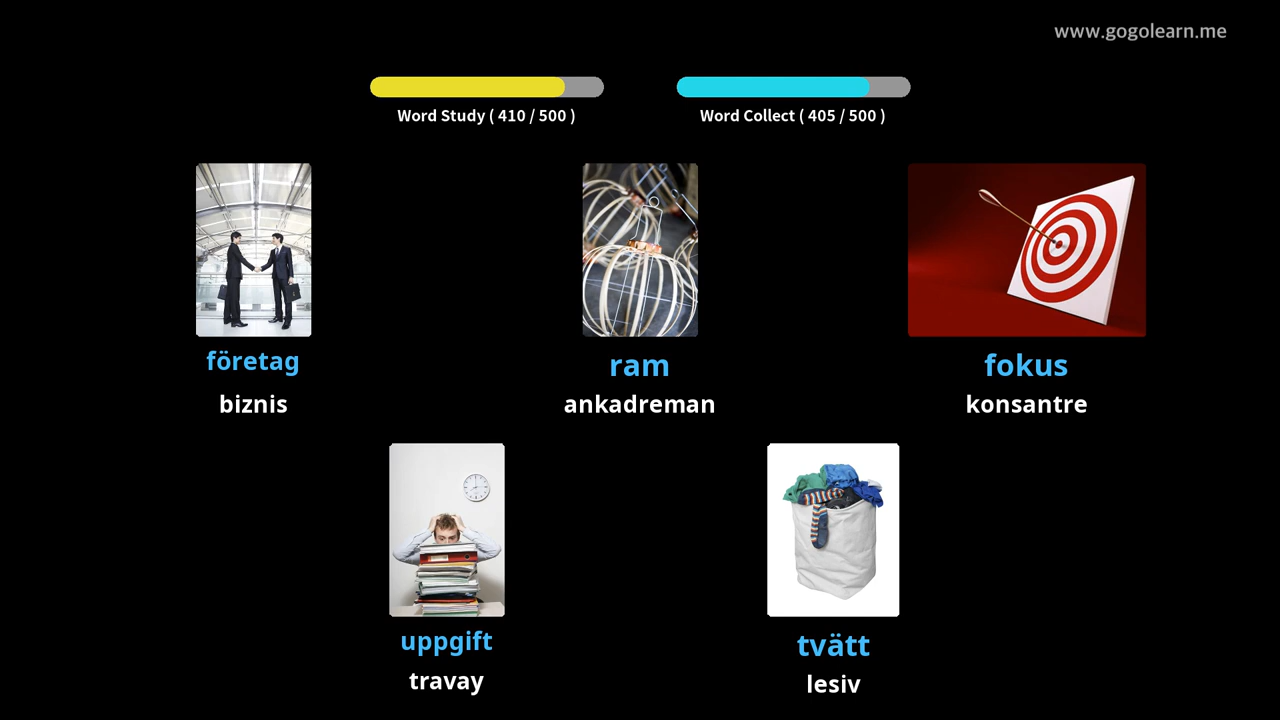 www.gogolearn.me
Word Study ( 410 / 500 )
Word Collect ( 405 / 500 )
företag
biznis
ram
ankadreman
fokus
konsantre
uppgift
travay
tvätt
lesiv